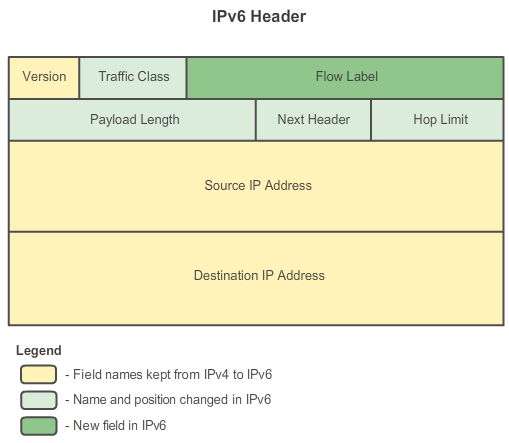 IPv6 Header
Version Traffic Class Flow Label
Payload Length Next Header Hop Limit
Source IP Address
Destination IP Address
Legend
- Field names kept from IPv4 to IPv6
- Name and position changed in IPv6
- New field in IPv6